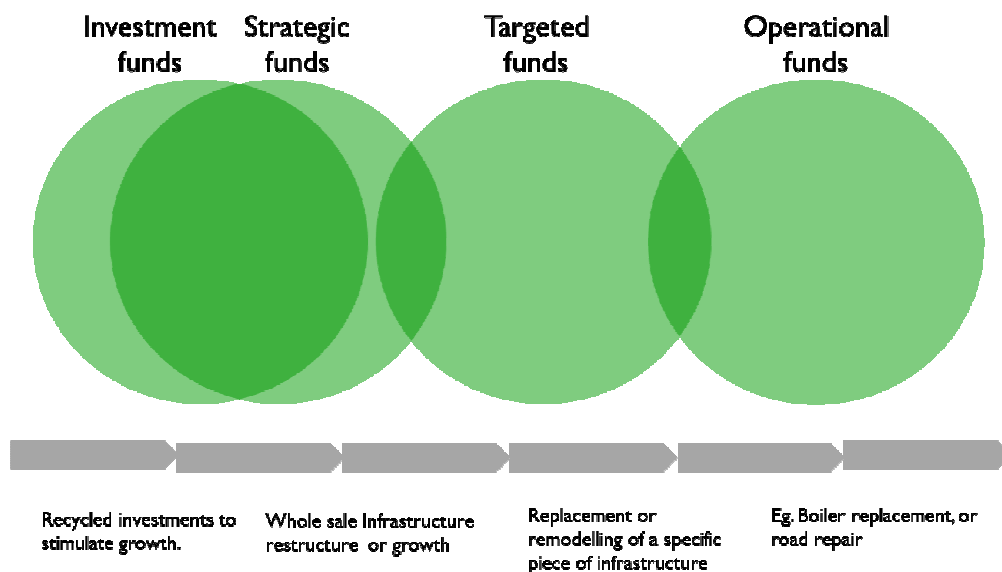 Investment
funds
Strategic
funds
Targeted
funds
Operational
funds
Recycled investments to
stimulate growth.
Whole sale Infrastructure
restructure or growth
Replacement or
remodelling of a specific
piece of infrastructure
Eg. Boiler replacement, or
road repair